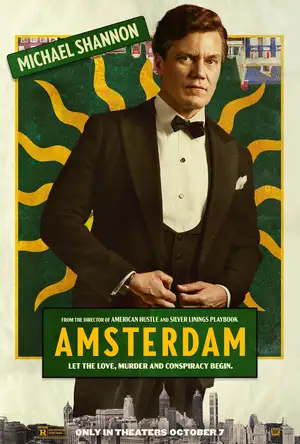 MICHAEL SHANNON
FROM THE DIRECTOR OF AMERICAN HUSTLE AND SILVER LININGS PLAYBOOK
AMSTERDAM
LET THE LOVE, MURDER AND CONSPIRACY BEGIN.
R
ONLY IN THEATERS OCTOBER 7